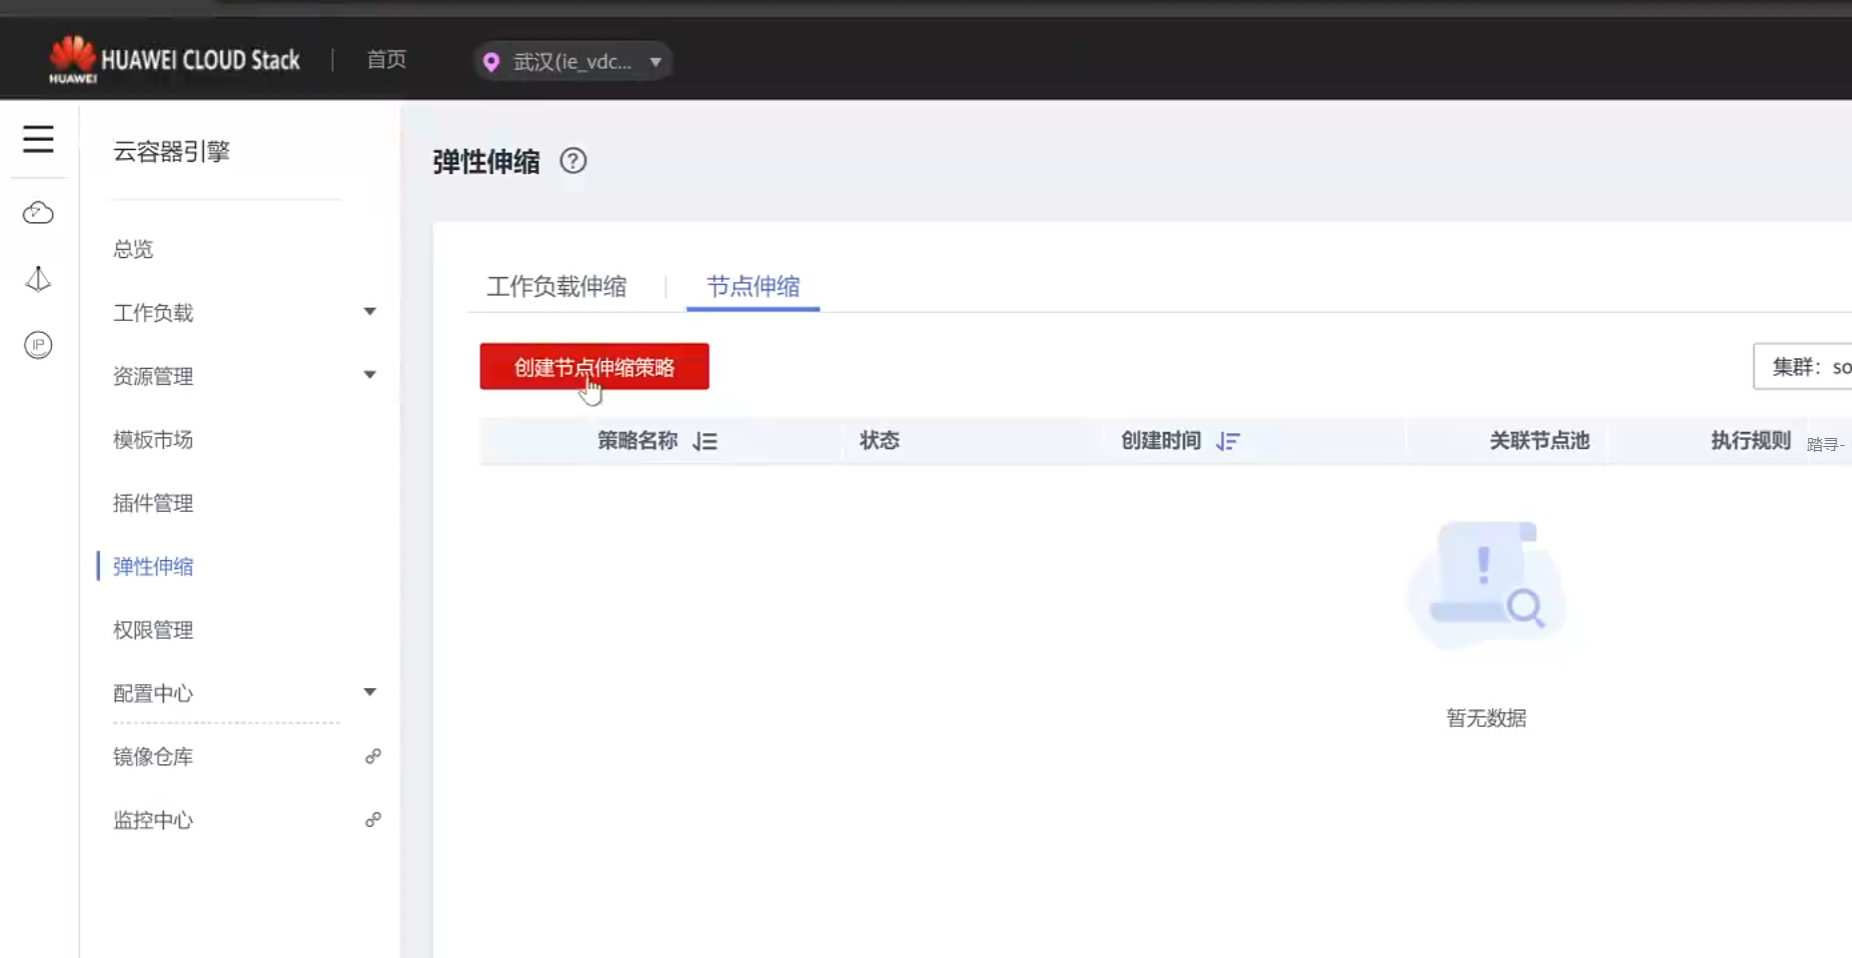 HUAWEI
HUAWEI CLOUD Stack
首页
武汉(ie_vdc...
云容器引擎
总览
工作负载
资源管理
模板市场
插件管理
弹性伸缩
权限管理
配置中心
镜像仓库
监控中心
弹性伸缩 ?
工作负载伸缩
节点伸缩
创建节点伸缩策略
集群：so
策略名称 状态 创建时间 关联节点池 执行规则
踏寻-
暂无数据
IP